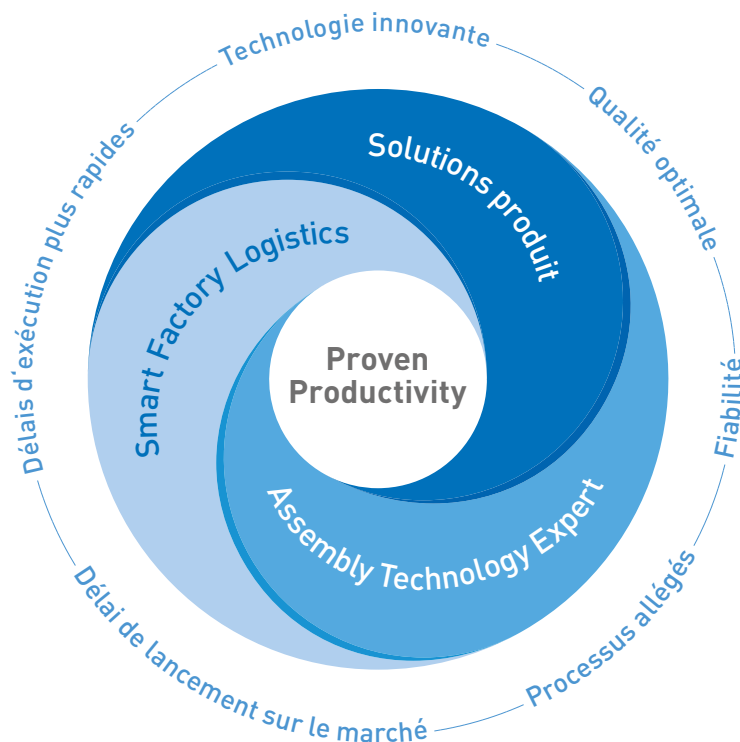 Technologie innovante
Qualité optimale
Fiabilité
Processus allégés
Délai de lancement sur le marché
Délais d'exécution plus rapides
Solutions produit
Smart Factory Logistics
Assembly Technology Expert
Proven
Productivity